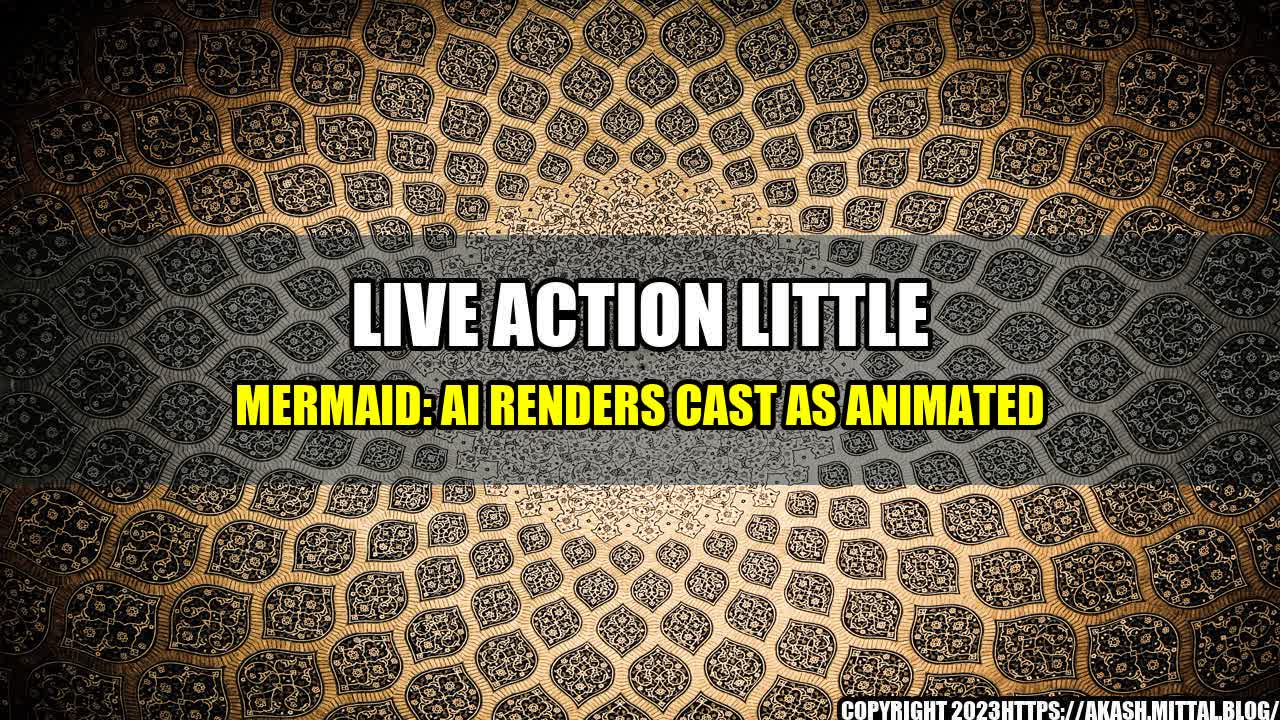 LIVE ACTION LITTLE
MERMAID: AI RENDERS CAST AS ANIMATED
COPYRIGHT 2023HTTPS://AKASH.MITTAL.BLOG/